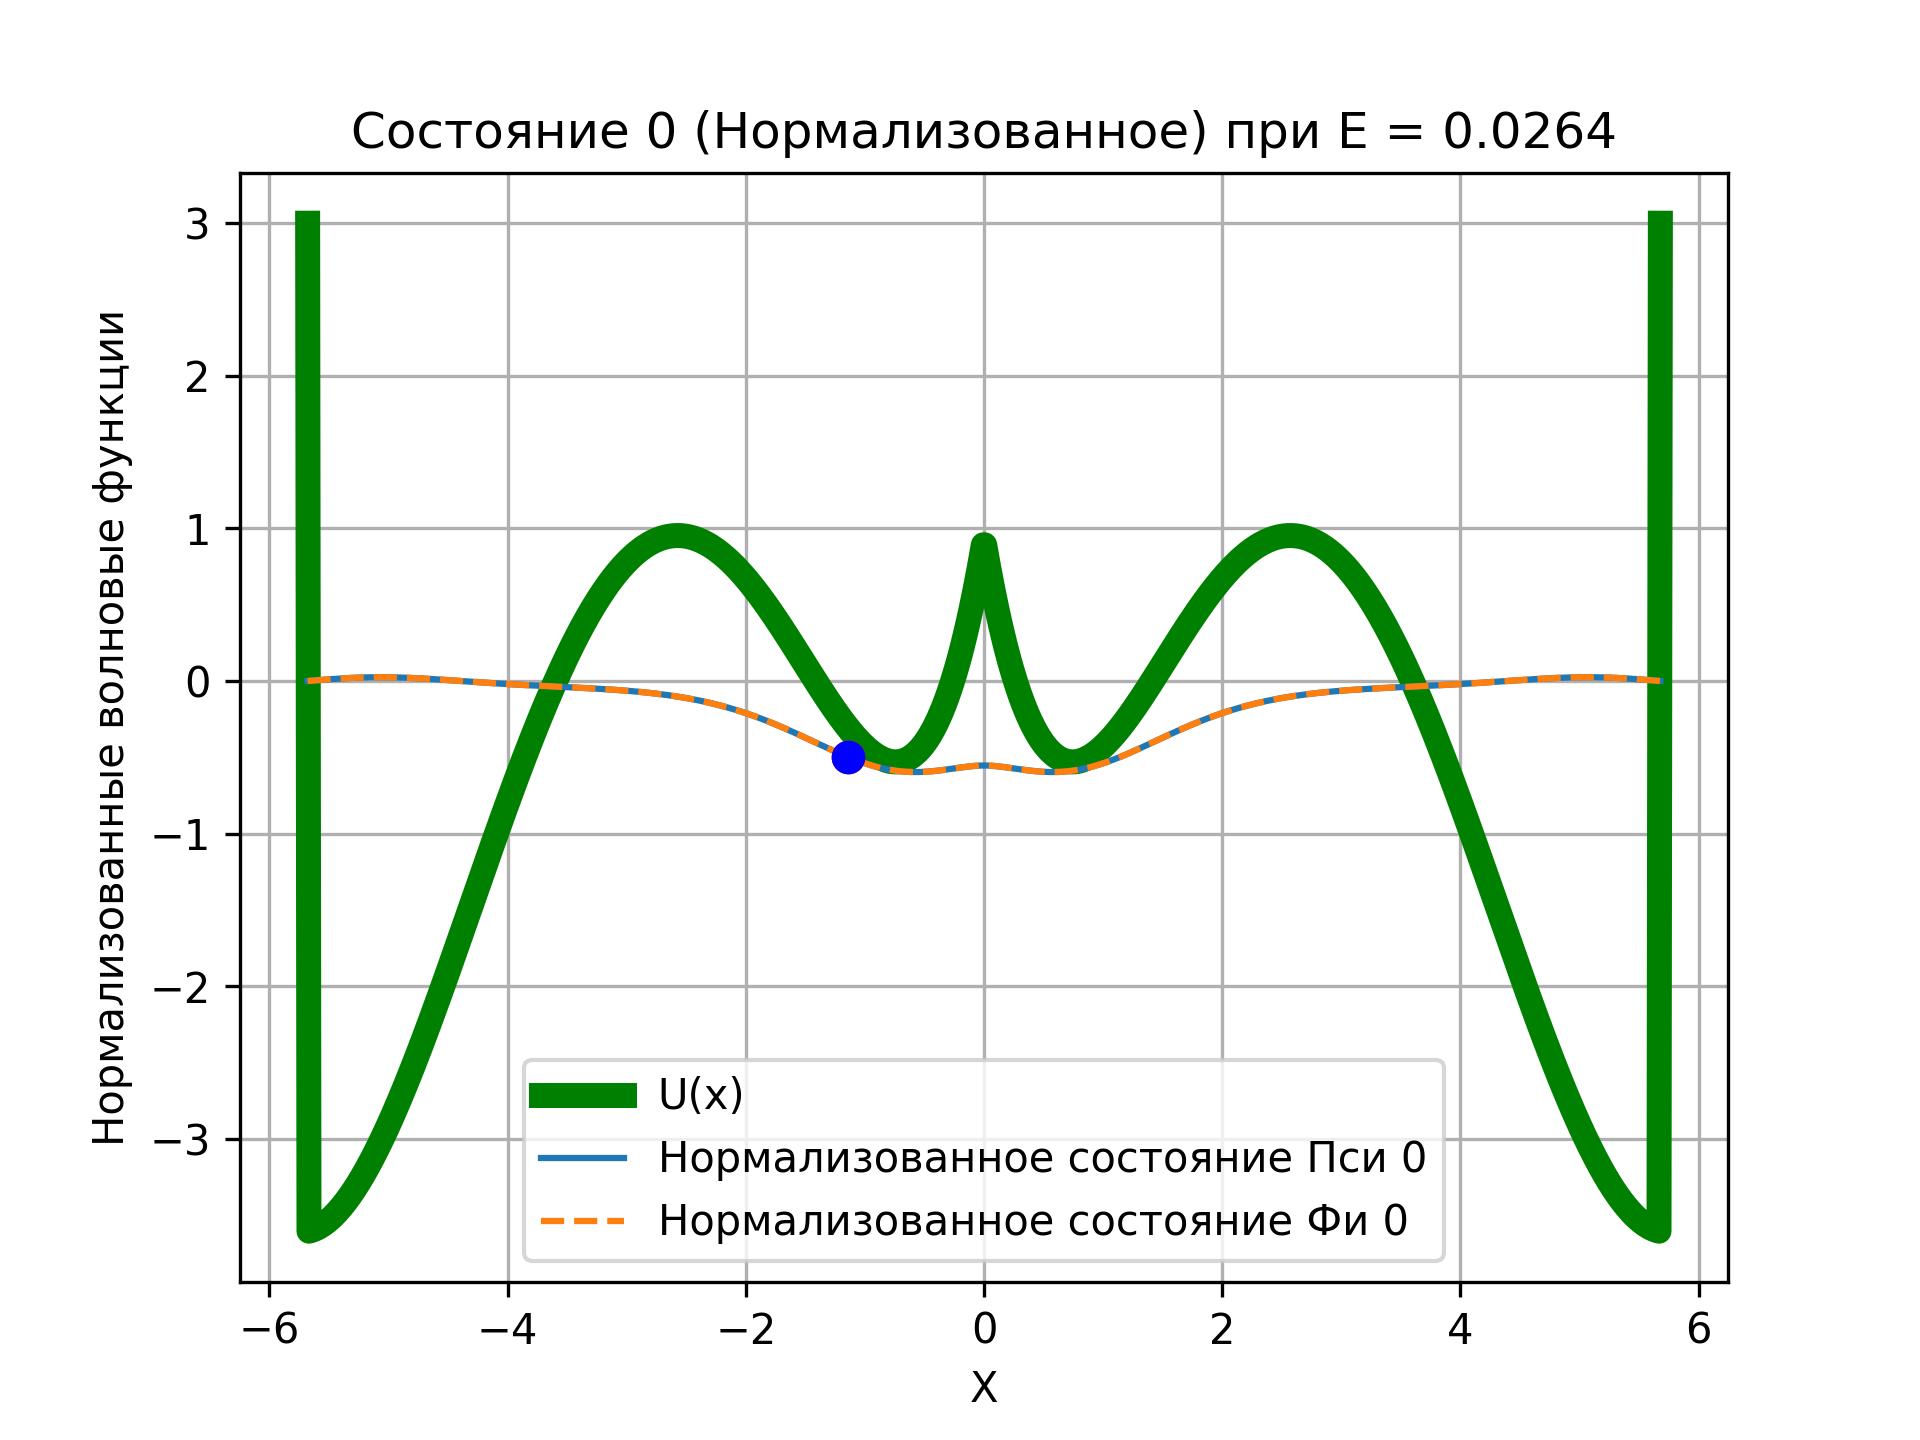 Состояние 0 (Нормализованное) при E = 0.0264
Нормализованные волновые функции
3
2
1
0
−1
−2
−3
U(x)
Нормализованное состояние Пси 0
Нормализованное состояние Фи 0
−6
−4
−2
0
2
4
6
X